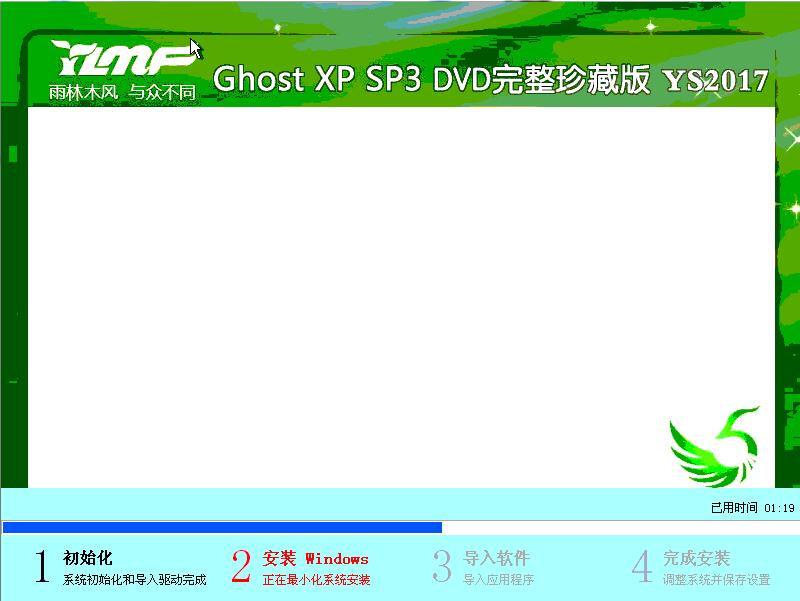 YLMF
雨林木风 与众不同
Ghost XP SP3 DVD完整珍藏版 YS2017
已用时间 01:19
1 初始化
系统初始化和导入驱动完成
2 安装 Windows
正在最小化系统安装
3 导入软件
导入应用程序
4 完成安装
调整系统并保存设置